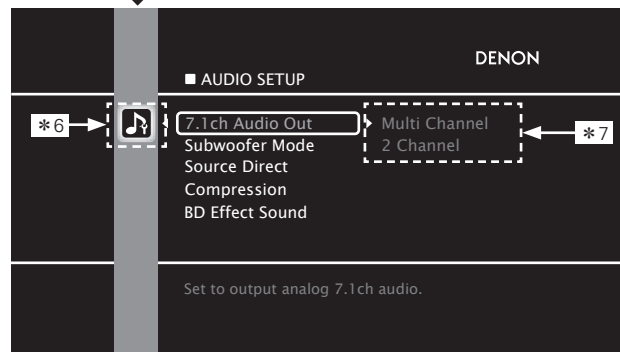 DENON
■ AUDIO SETUP
*6
7.1ch Audio Out
Multi Channel
*7
Subwoofer Mode
2 Channel
Source Direct
Compression
BD Effect Sound
Set to output analog 7.1ch audio.